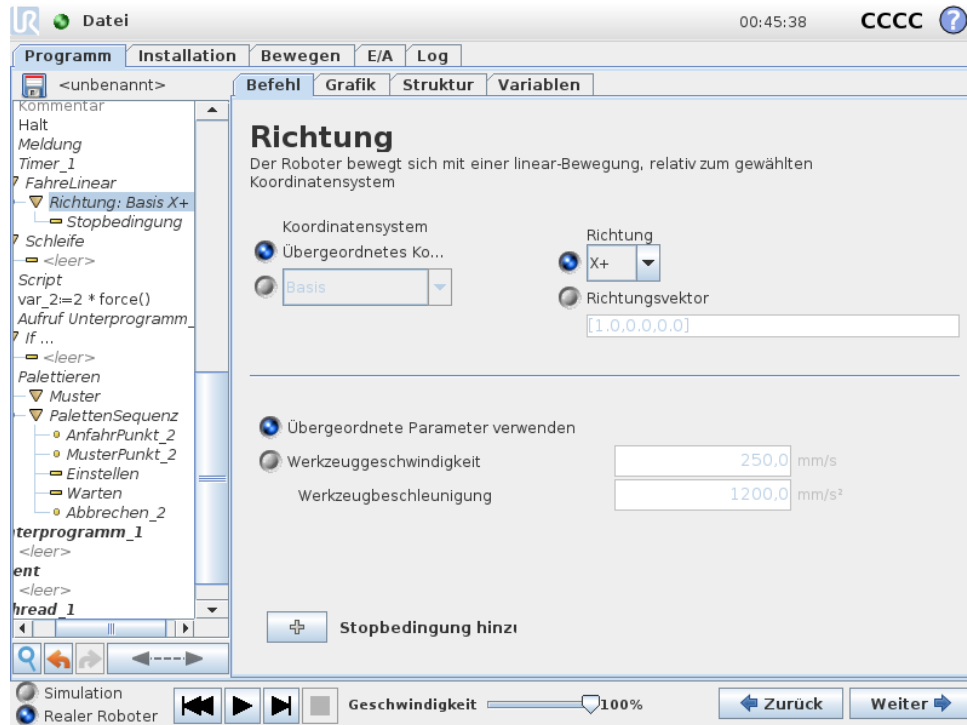 UR Datei 00:45:38 CCCC ?
Programm Installation Bewegen E/A Log
<unbenannt>
Befehl Grafik Struktur Variablen
Kommentar
Halt
Meldung
Timer_1
FahreLinear
Richtung: Basis X+
Stopbedingung
Schleife
<leer>
Script
var_2:=2 * force()
Aufruf Unterprogramm_
If ...
<leer>
Palettieren
Muster
PalettenSequenz
AnfahrPunkt_2
MusterPunkt_2
Einstellen
Warten
Abbrechen_2
nterprogramm_1
<leer>
ent
<leer>
hread_1
Richtung
Der Roboter bewegt sich mit einer linear-Bewegung, relativ zum gewählten
Koordinatensystem
Koordinatensystem
Übergeordnetes Ko...
Basis
Richtung
X+
Richtungsvektor
[1.0,0.0,0.0]
Übergeordnete Parameter verwenden
Werkzeuggeschwindigkeit 250,0 mm/s
Werkzeugbeschleunigung 1200,0 mm/s²
Stopbedingung hinzu
Simulation
Realer Roboter
Geschwindigkeit 100%
Zurück Weiter